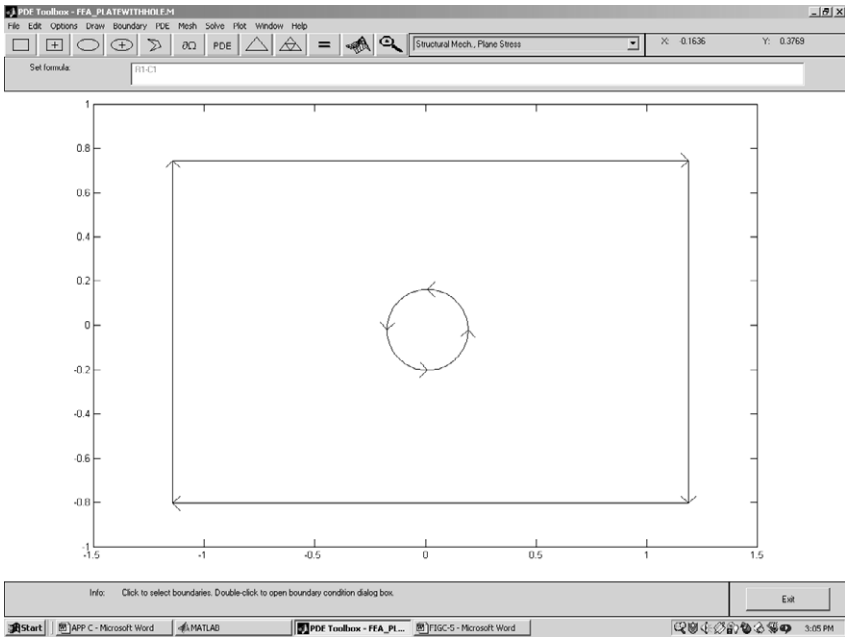 PDE Toolbox - FFA_PLATEWITHHOLE.M
File Edit Options Draw Boundary PDE Mesh Solve Plot Window Help
∂Ω PDE = Structural Mech., Plane Stress X: -0.1636 Y: 0.3769
Set formula: R1-C1
1
0.8
0.6
0.4
0.2
0
-0.2
-0.4
-0.6
-0.8
-1
-1.5 -1 -0.5 0 0.5 1 1.5
Info: Click to select boundaries. Double-click to open boundary condition dialog box. Exit
Start APP C - Microsoft Word MATLAB PDE Toolbox - FFA_PL... FIGC-5 - Microsoft Word 3:05 PM